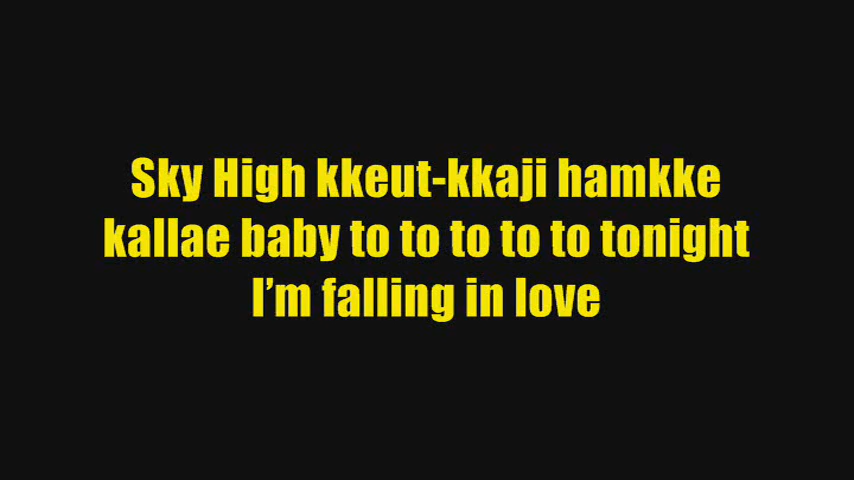 Sky High kkeut-kkaji hamkke
kallae baby to to to to to tonight
I’m falling in love